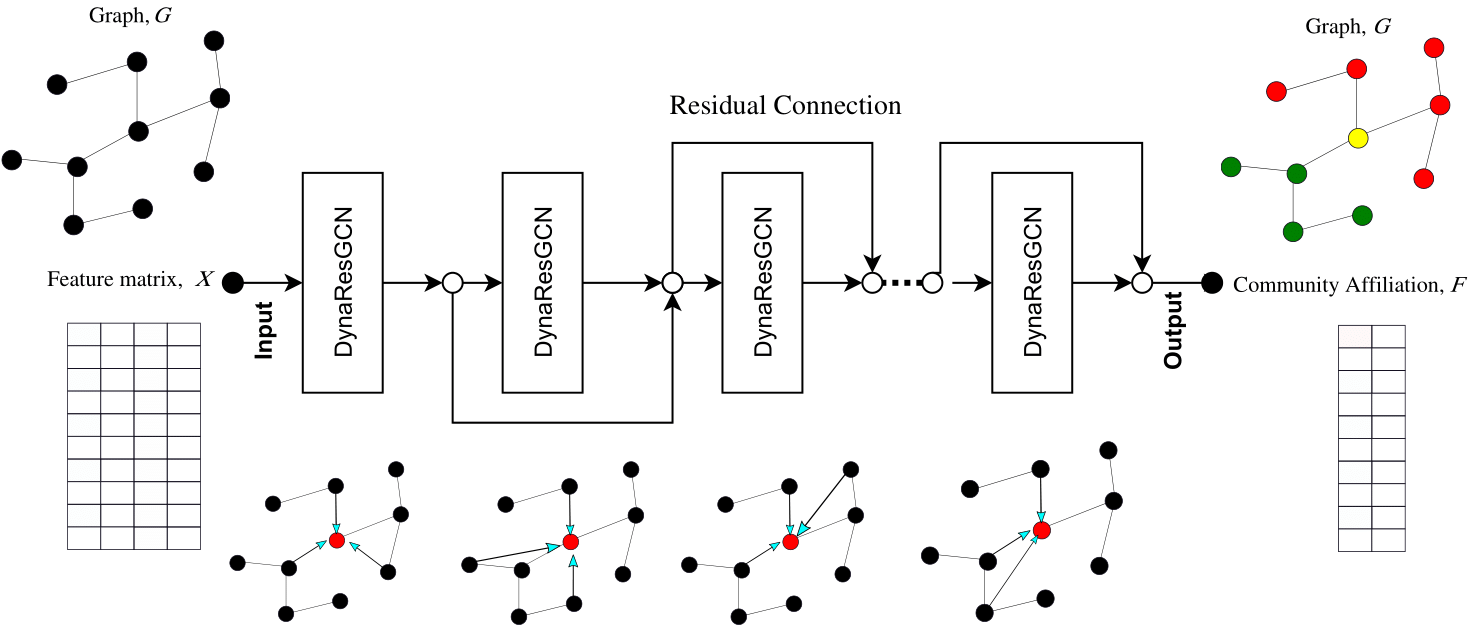 Graph, G
Graph, G
Residual Connection
Feature matrix, X
Input
DynaResGCN
DynaResGCN
DynaResGCN
DynaResGCN
Output
Community Affiliation, F